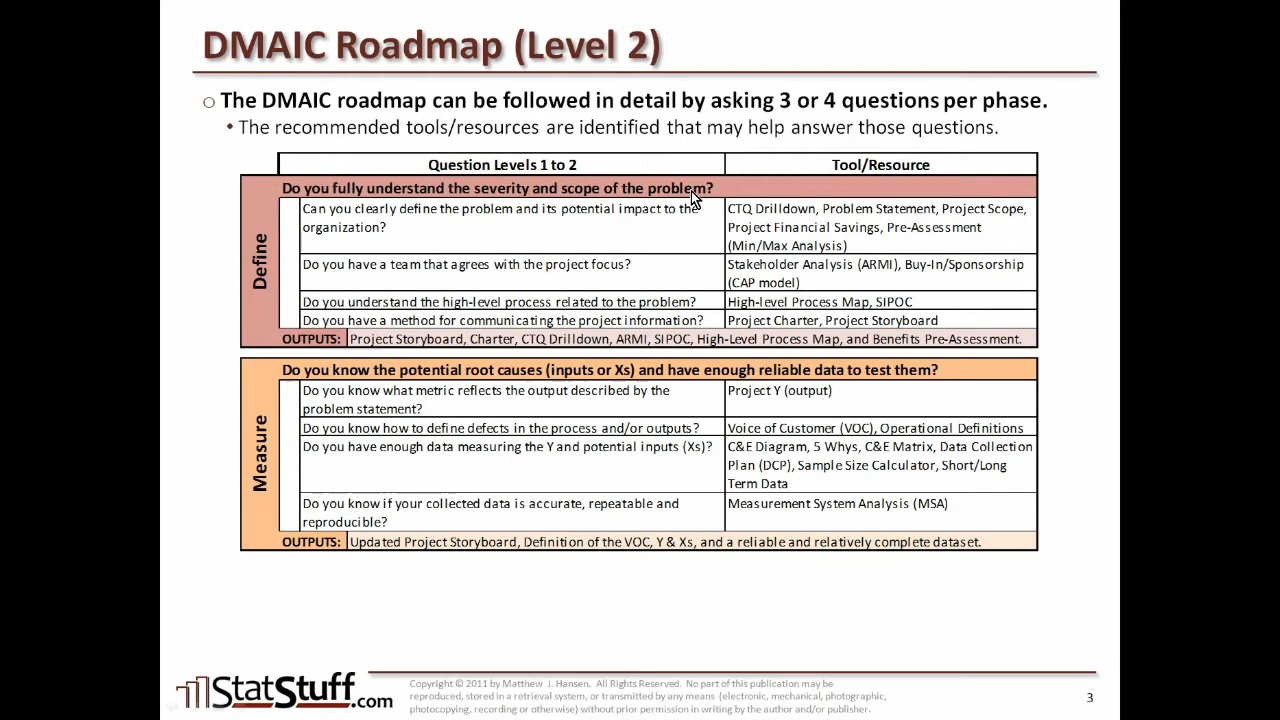 DMAIC Roadmap (Level 2)
The DMAIC roadmap can be followed in detail by asking 3 or 4 questions per phase.
• The recommended tools/resources are identified that may help answer those questions.
Question Levels 1 to 2
Tool/Resource
Define
Do you fully understand the severity and scope of the problem?
Can you clearly define the problem and its potential impact to the
organization?
CTQ Drilldown, Problem Statement, Project Scope,
Project Financial Savings, Pre-Assessment
(Min/Max Analysis)
Do you have a team that agrees with the project focus?
Stakeholder Analysis (ARMI), Buy-In/Sponsorship
(CAP model)
Do you understand the high-level process related to the problem?
High-level Process Map, SIPOC
Do you have a method for communicating the project information?
Project Charter, Project Storyboard
OUTPUTS: Project Storyboard, Charter, CTQ Drilldown, ARMI, SIPOC, High-Level Process Map, and Benefits Pre-Assessment.
Measure
Do you know the potential root causes (inputs or Xs) and have enough reliable data to test them?
Do you know what metric reflects the output described by the
problem statement?
Project Y (output)
Do you know how to define defects in the process and/or outputs?
Voice of Customer (VOC), Operational Definitions
Do you have enough data measuring the Y and potential inputs (Xs)?
C&E Diagram, 5 Whys, C&E Matrix, Data Collection
Plan (DCP), Sample Size Calculator, Short/Long
Term Data
Do you know if your collected data is accurate, repeatable and
reproducible?
Measurement System Analysis (MSA)
OUTPUTS: Updated Project Storyboard, Definition of the VOC, Y & Xs, and a reliable and relatively complete dataset.
StatStuff.com
Copyright © 2011 by Matthew J. Hansen. All Rights Reserved. No part of this publication may be
reproduced, stored in a retrieval system, or transmitted by any means (electronic, mechanical, photographic,
photocopying, recording or otherwise) without prior permission in writing by the author and/or publisher.
3